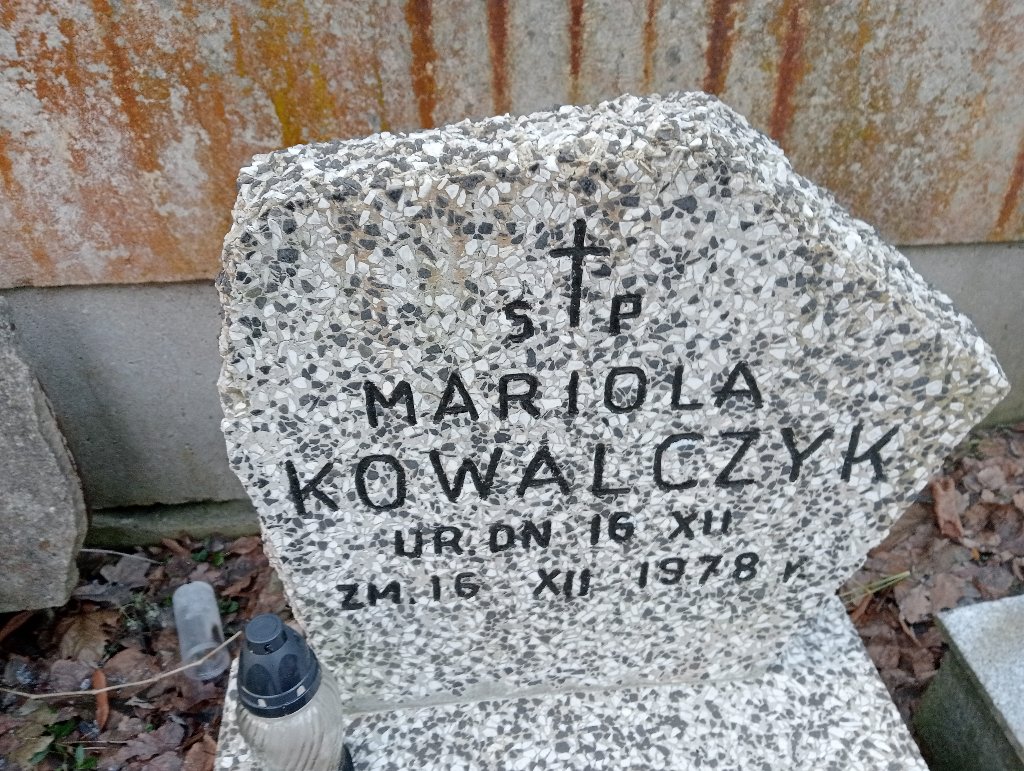 S P
MARIOLA
KOWALCZYK
UR. DN 16 XII
ZM. 16 XII 1978 r